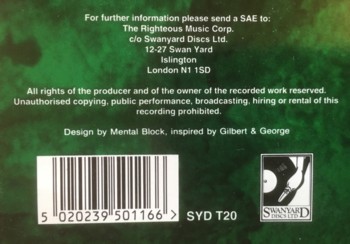 For further information please send a SAE to:
The Righteous Music Corp.
c/o Swanyard Discs Ltd.
12-27 Swan Yard
Islington
London N1 1SD
All rights of the producer and of the owner of the recorded work reserved.
Unauthorised copying, public performance, broadcasting, hiring or rental of this
recording prohibited.
Design by Mental Block, inspired by Gilbert & George
5 020239 501166 >
SYD T20
SWANYARD
DISCS LTD